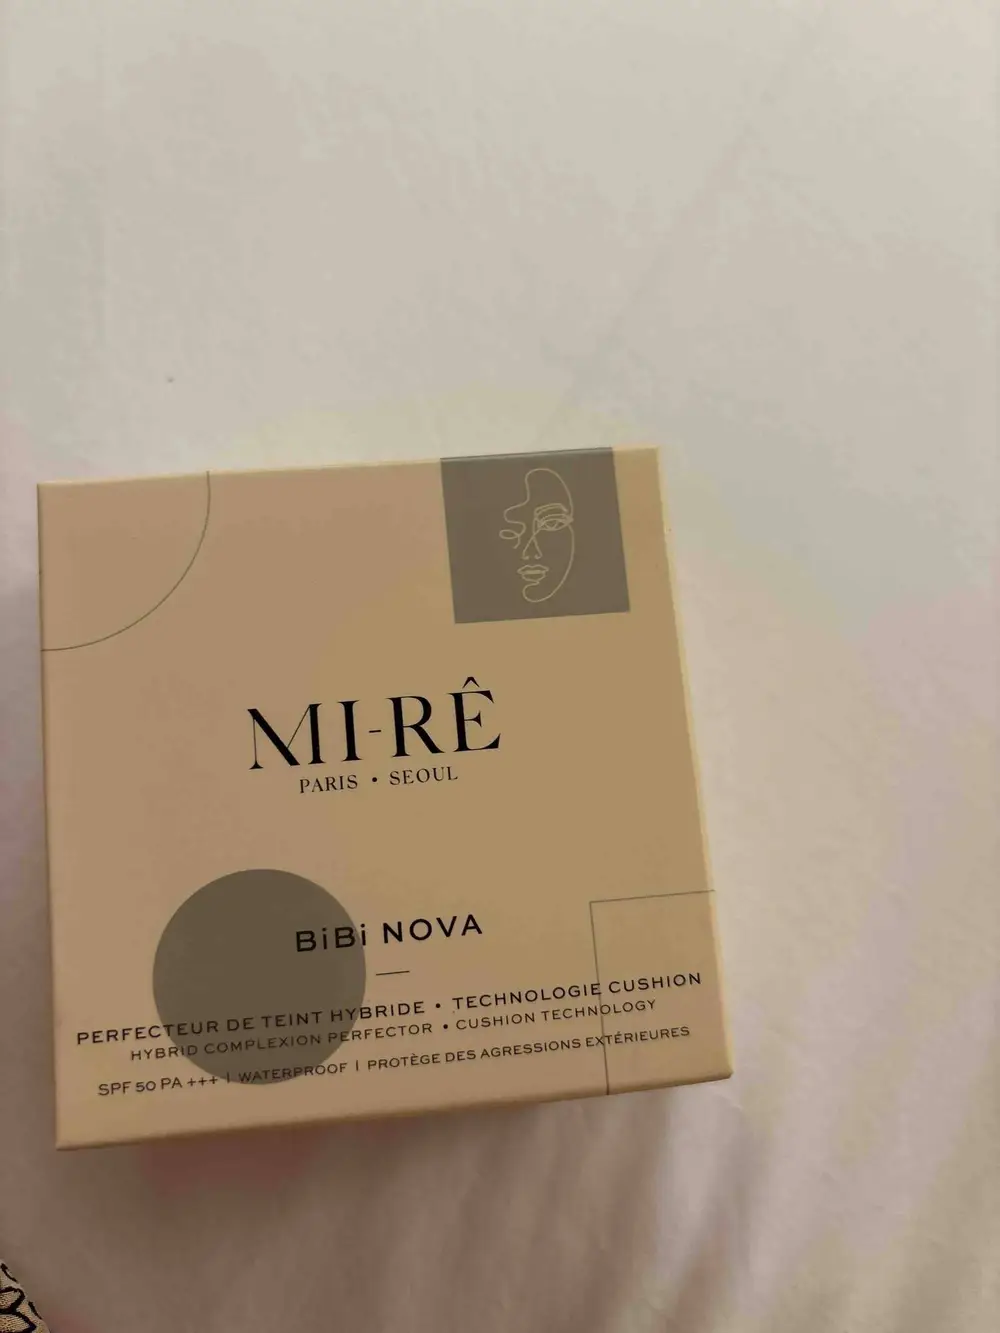 MI-RÊ
PARIS • SEOUL
BiBi NOVA
PERFECTEUR DE TEINT HYBRIDE • TECHNOLOGIE CUSHION
HYBRID COMPLEXION PERFECTOR • CUSHION TECHNOLOGY
SPF 50 PA +++ | WATERPROOF | PROTÈGE DES AGRESSIONS EXTÉRIEURES